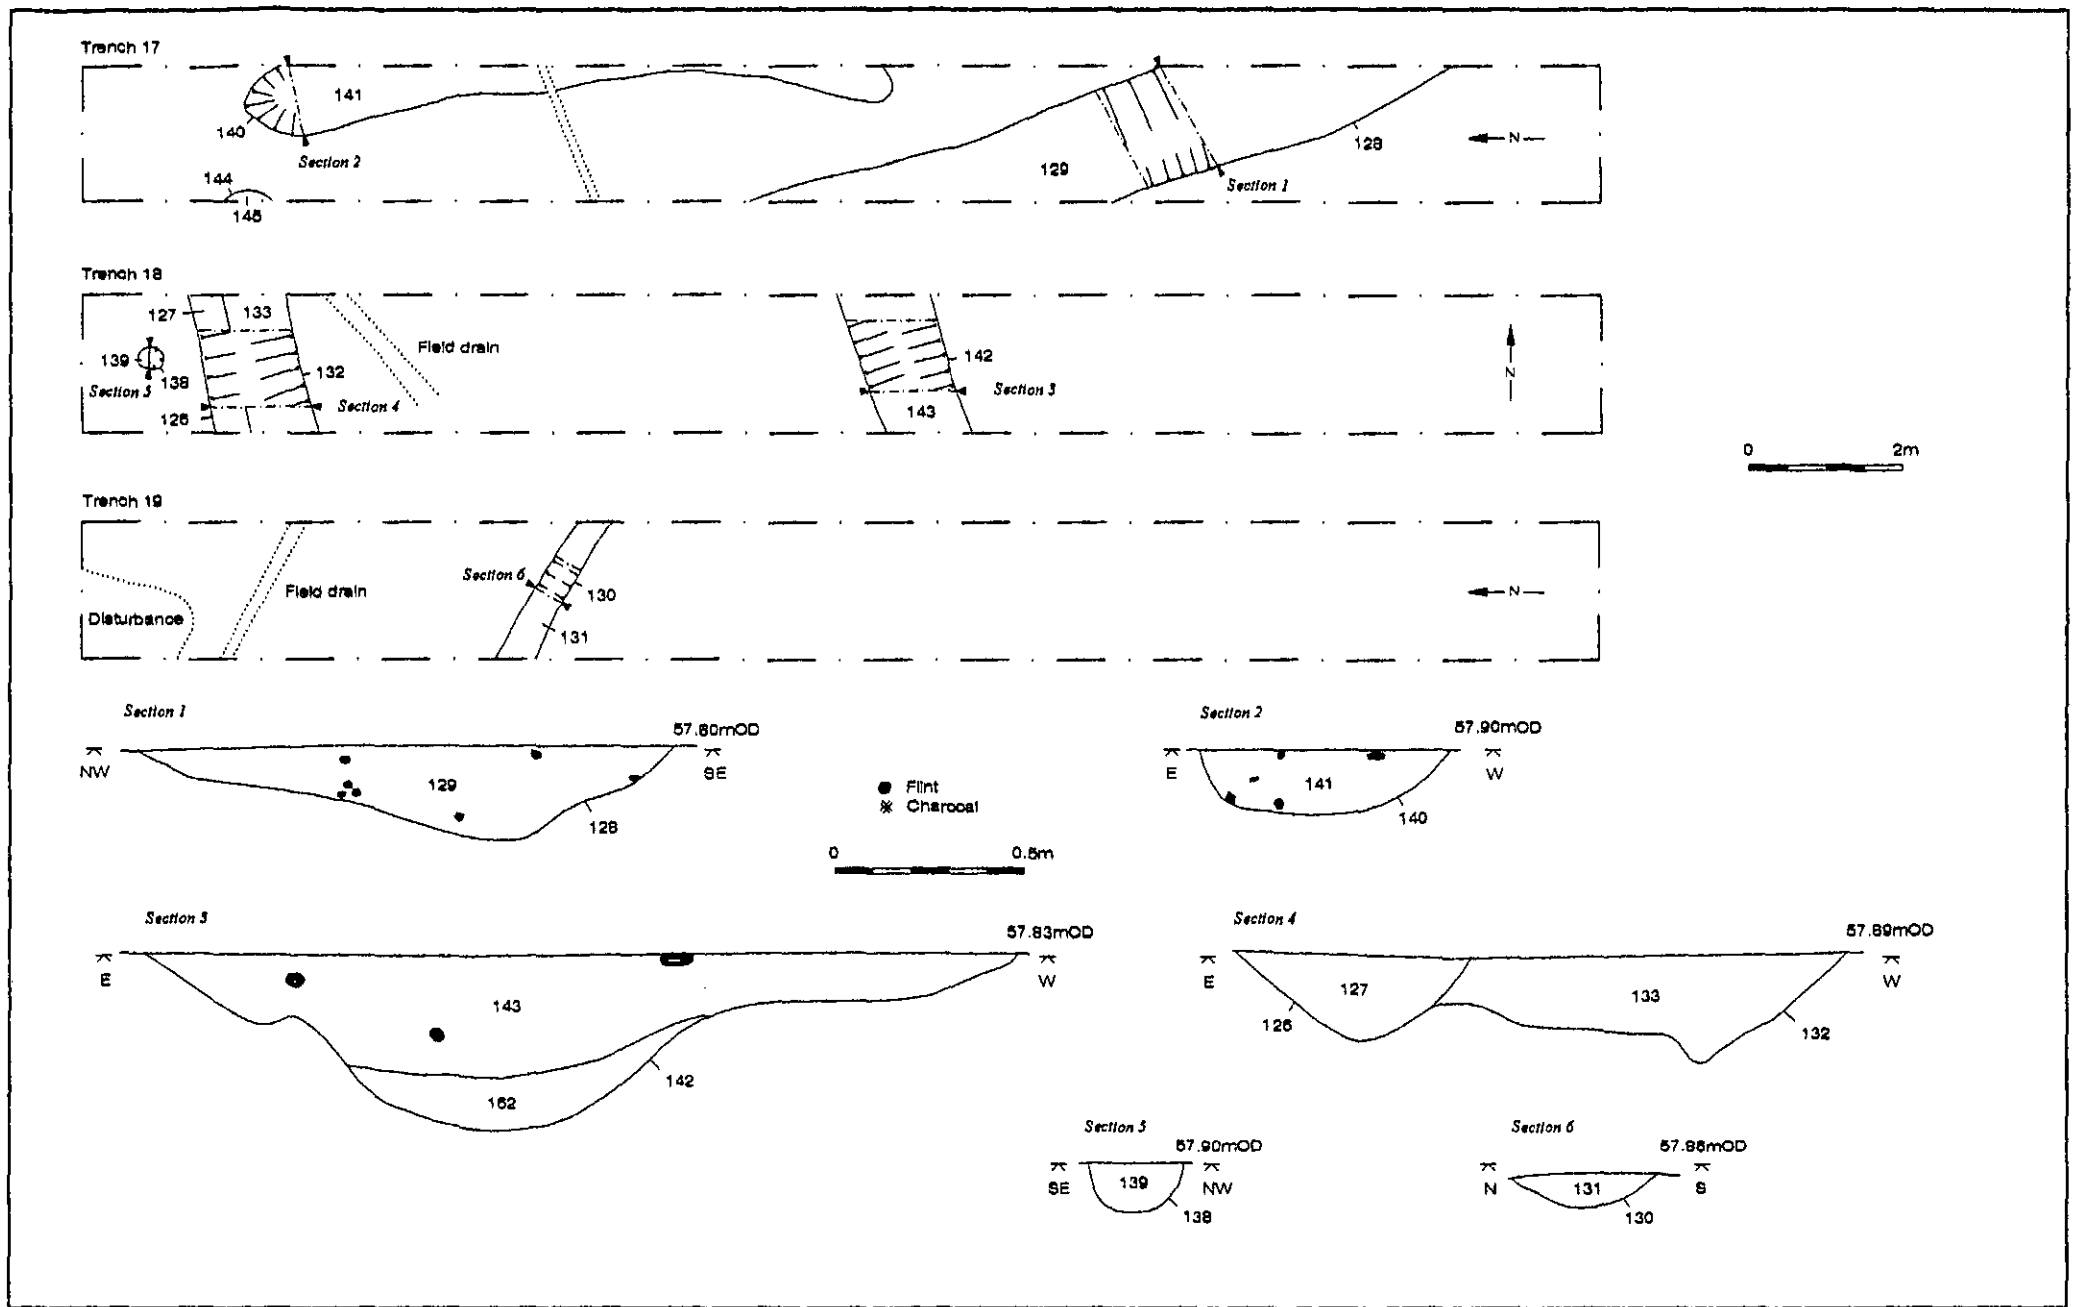 Trench 17
141
140
Section 2
144
145
129
128
Section 1
N
Trench 18
127
133
139
138
Section 5
126
132
Section 4
Field drain
142
Section 3
143
N
0 2m
Trench 19
Section 6
130
131
Field drain
Disturbance
N
Section 1
57.80mOD
NW
SE
129
128
Flint
Charcoal
0 0.5m
Section 2
57.90mOD
E
W
141
140
Section 3
57.83mOD
E
W
143
142
162
Section 4
57.89mOD
E
W
127
133
126
132
Section 5
57.90mOD
SE
139
NW
138
Section 6
N
131
S
130